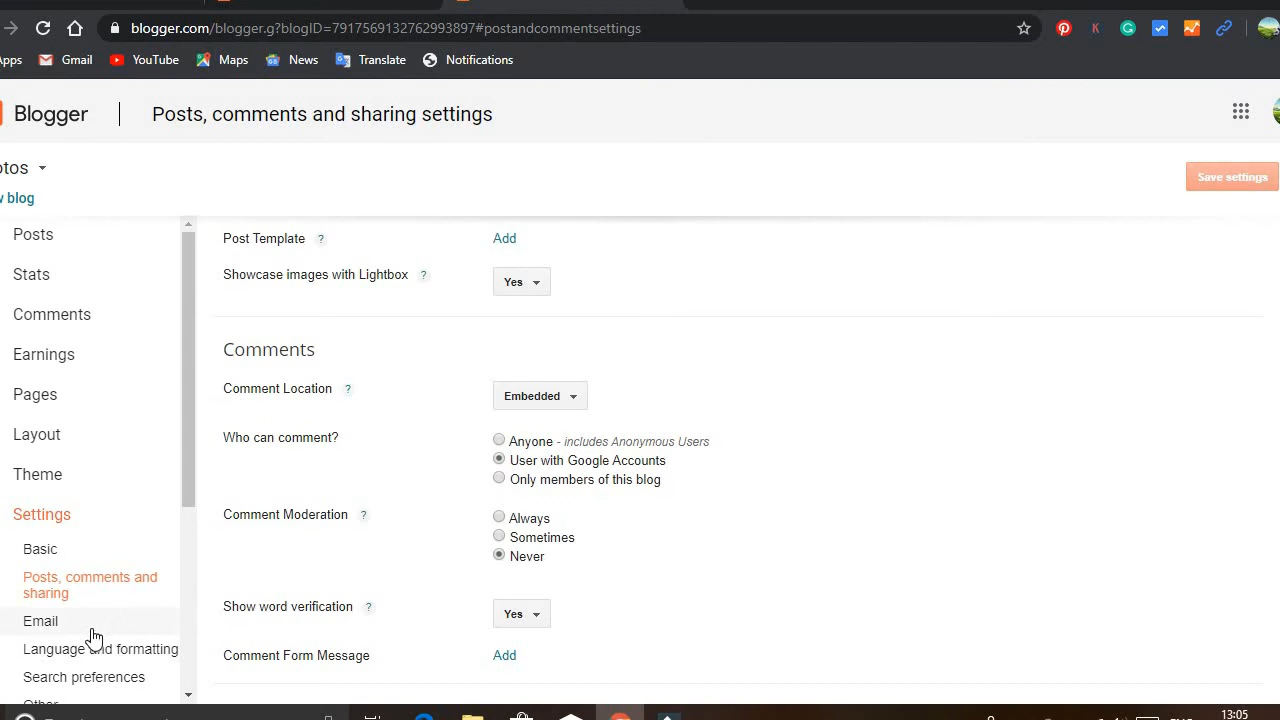 blogger.com/blogger.g?blogID=7917569132762993897#postandcommentsettings
Gmail
YouTube
Maps
News
Translate
Notifications
Blogger
Posts, comments and sharing settings
Save settings
blog
Posts
Stats
Comments
Earnings
Pages
Layout
Theme
Settings
Basic
Posts, comments and
sharing
Email
Language and formatting
Search preferences
Other
Post Template ?
Add
Showcase images with Lightbox ?
Yes
Comments
Comment Location ?
Embedded
Who can comment?
Anyone - includes Anonymous Users
User with Google Accounts
Only members of this blog
Comment Moderation ?
Always
Sometimes
Never
Show word verification ?
Yes
Comment Form Message
Add
13:05